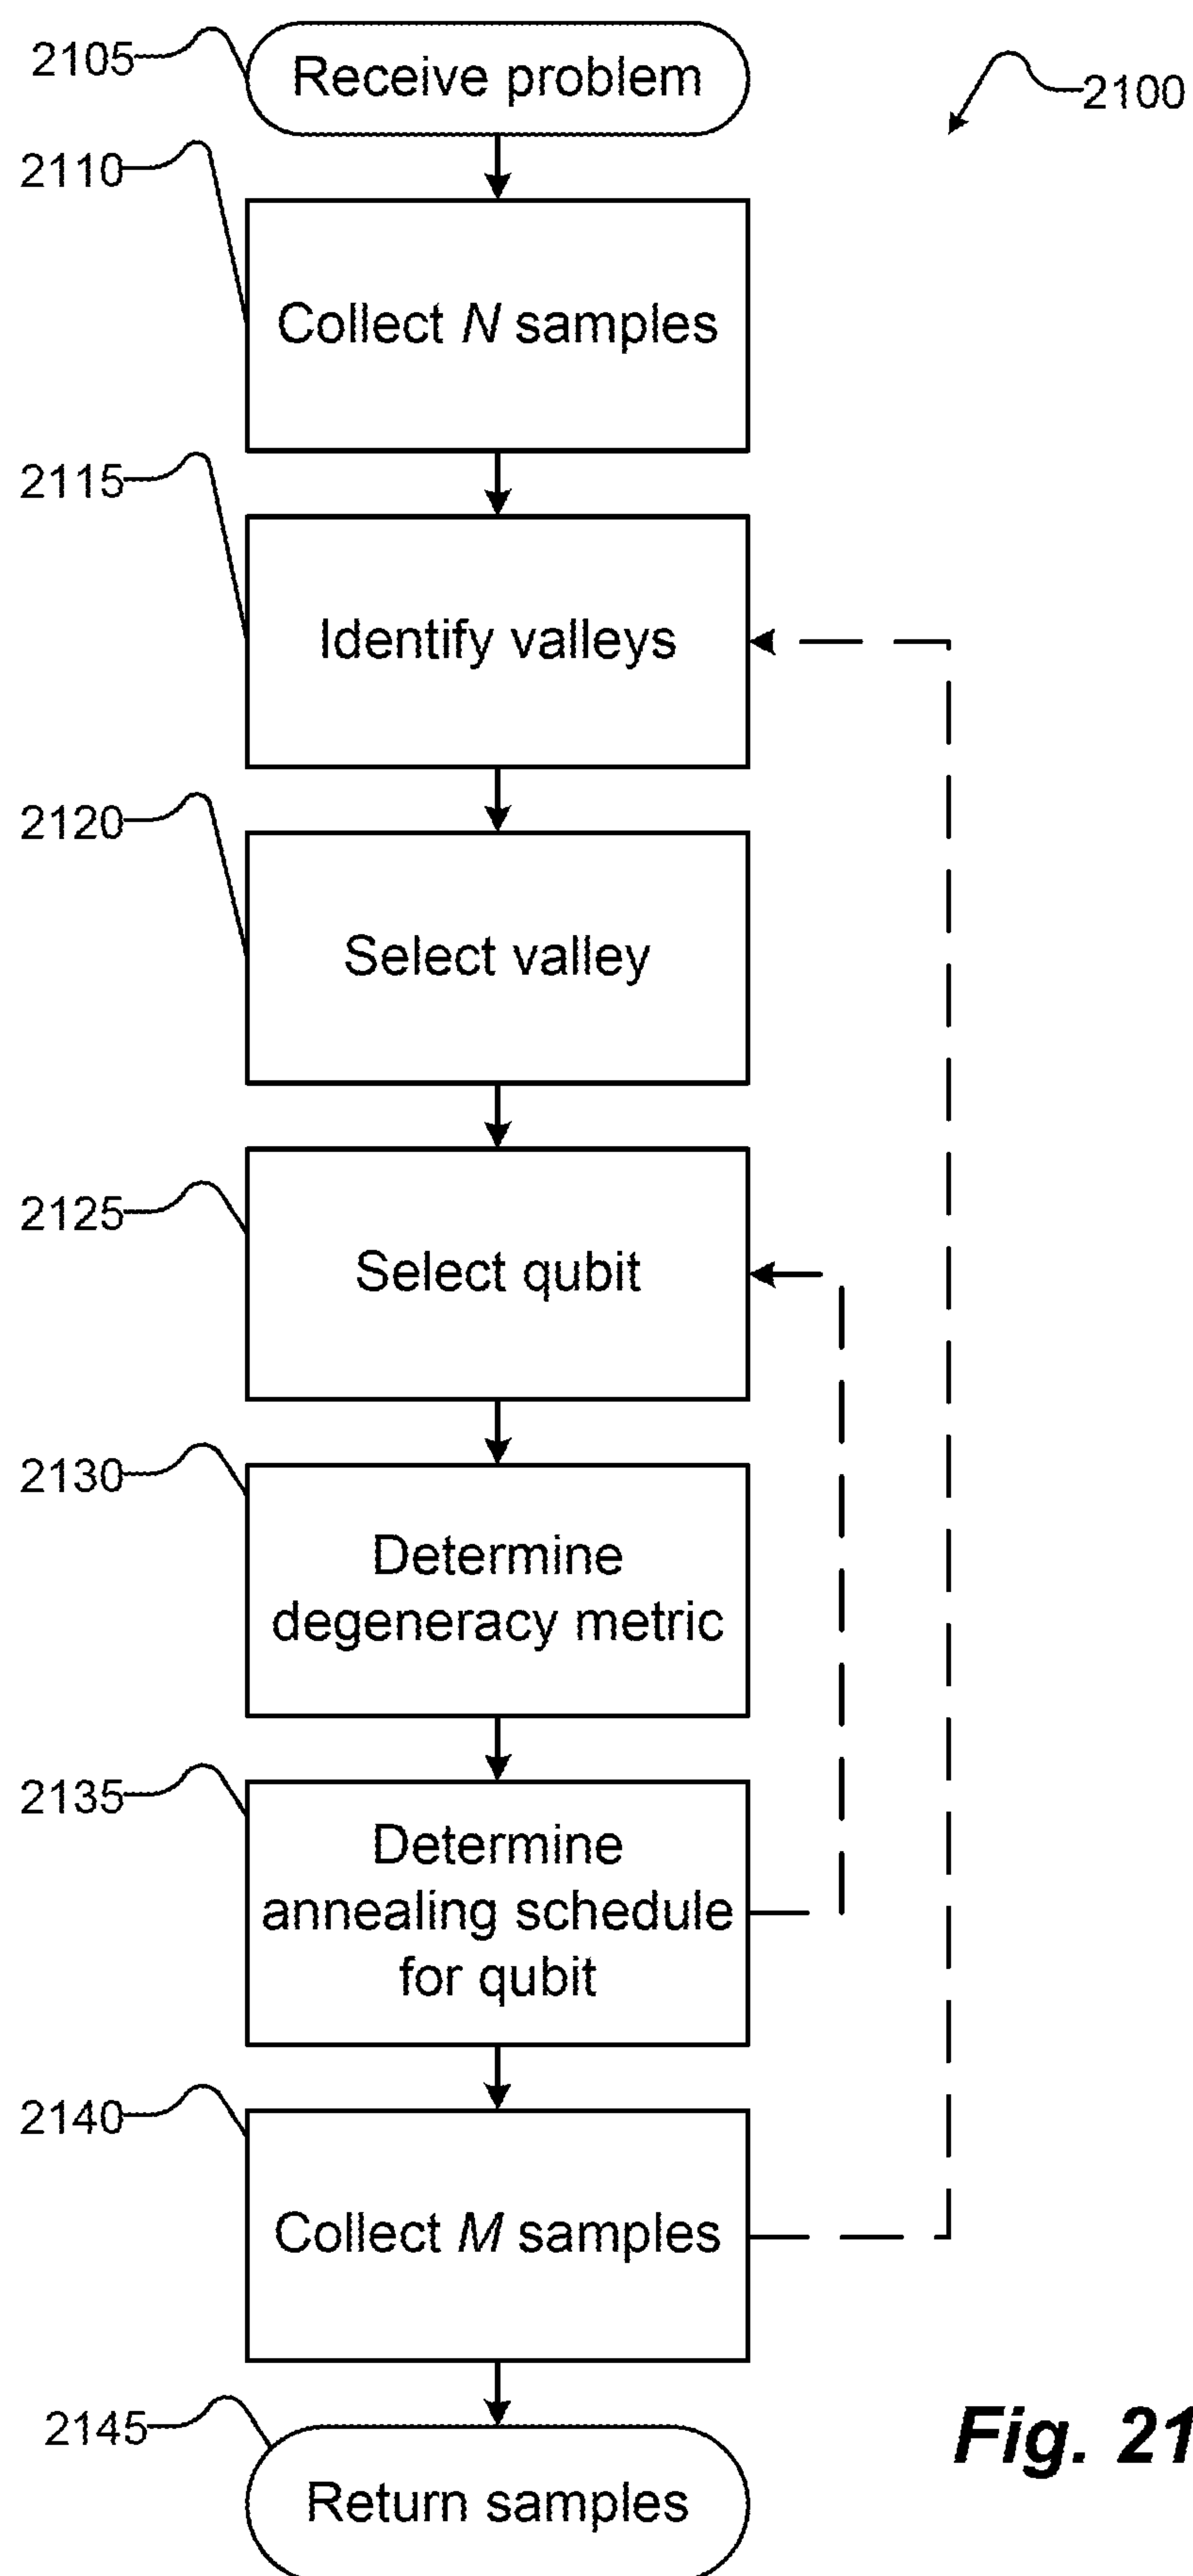 2105
Receive problem
2100
2110
Collect N samples
2115
Identify valleys
2120
Select valley
2125
Select qubit
2130
Determine
degeneracy metric
2135
Determine
annealing schedule
for qubit
2140
Collect M samples
2145
Return samples
Fig. 21